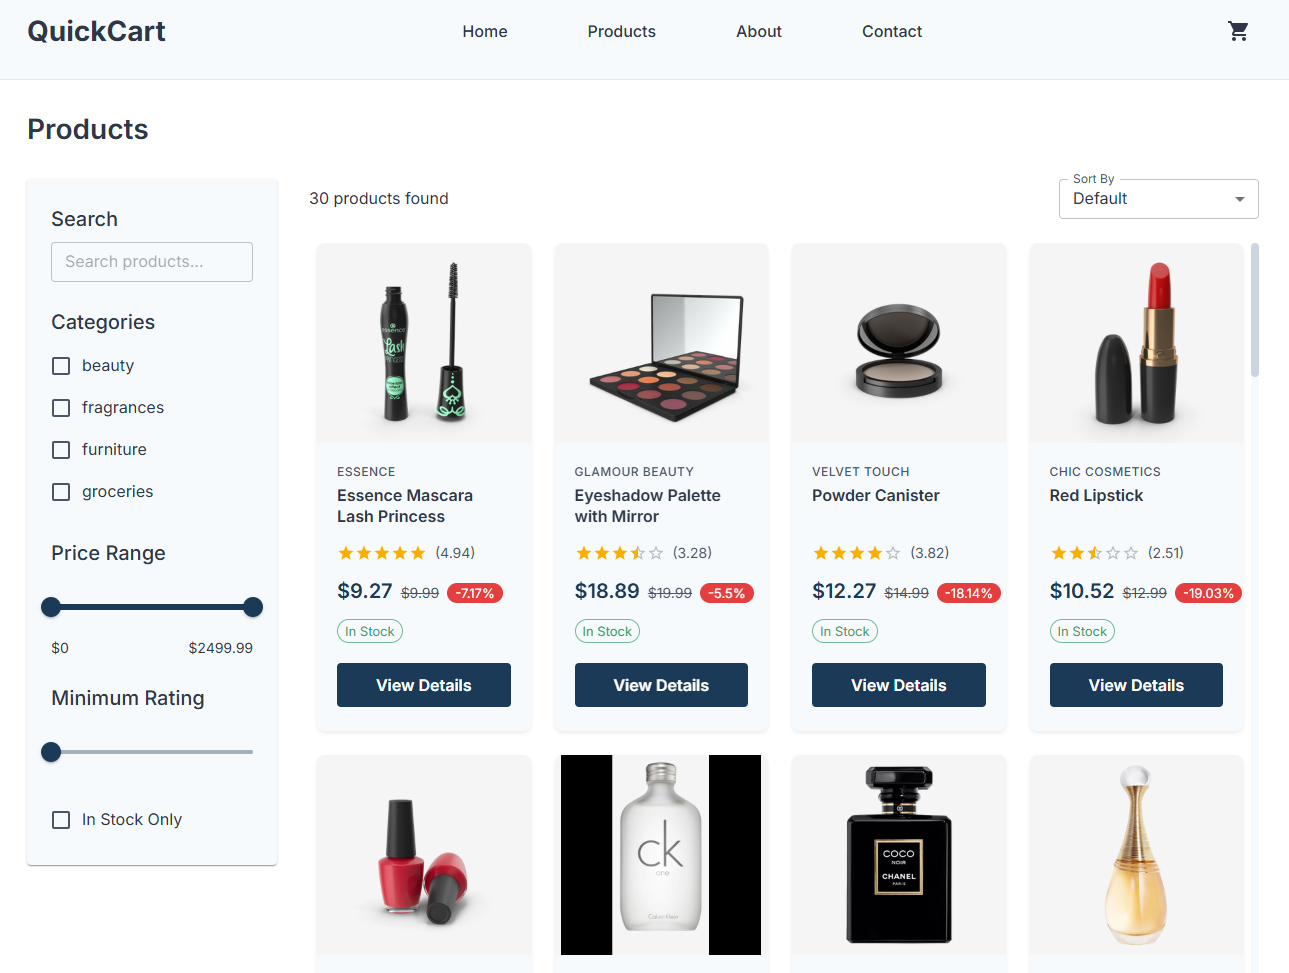 QuickCart
Home
Products
About
Contact
Products
Search
Search products...
Categories
beauty
fragrances
furniture
groceries
Price Range
$0
$2499.99
Minimum Rating
In Stock Only
30 products found
Sort By
Default
essence
Lash
PRINCESS
ESSENCE
Essence Mascara
Lash Princess
(4.94)
$9.27 $9.99 -7.17%
In Stock
View Details
GLAMOUR BEAUTY
Eyeshadow Palette
with Mirror
(3.28)
$18.89 $19.99 -5.5%
In Stock
View Details
VELVET TOUCH
Powder Canister
(3.82)
$12.27 $14.99 -18.14%
In Stock
View Details
CHIC COSMETICS
Red Lipstick
(2.51)
$10.52 $12.99 -19.03%
In Stock
View Details
ck
one
Calvin Klein
COCO
NOIR
CHANEL
PARIS